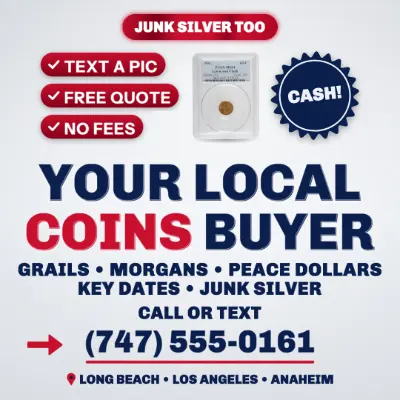 JUNK SILVER TOO
TEXT A PIC
FREE QUOTE
NO FEES
CASH!
YOUR LOCAL
COINS BUYER
GRAILS • MORGANS • PEACE DOLLARS
KEY DATES • JUNK SILVER
CALL OR TEXT
(747) 555-0161
LONG BEACH • LOS ANGELES • ANAHEIM